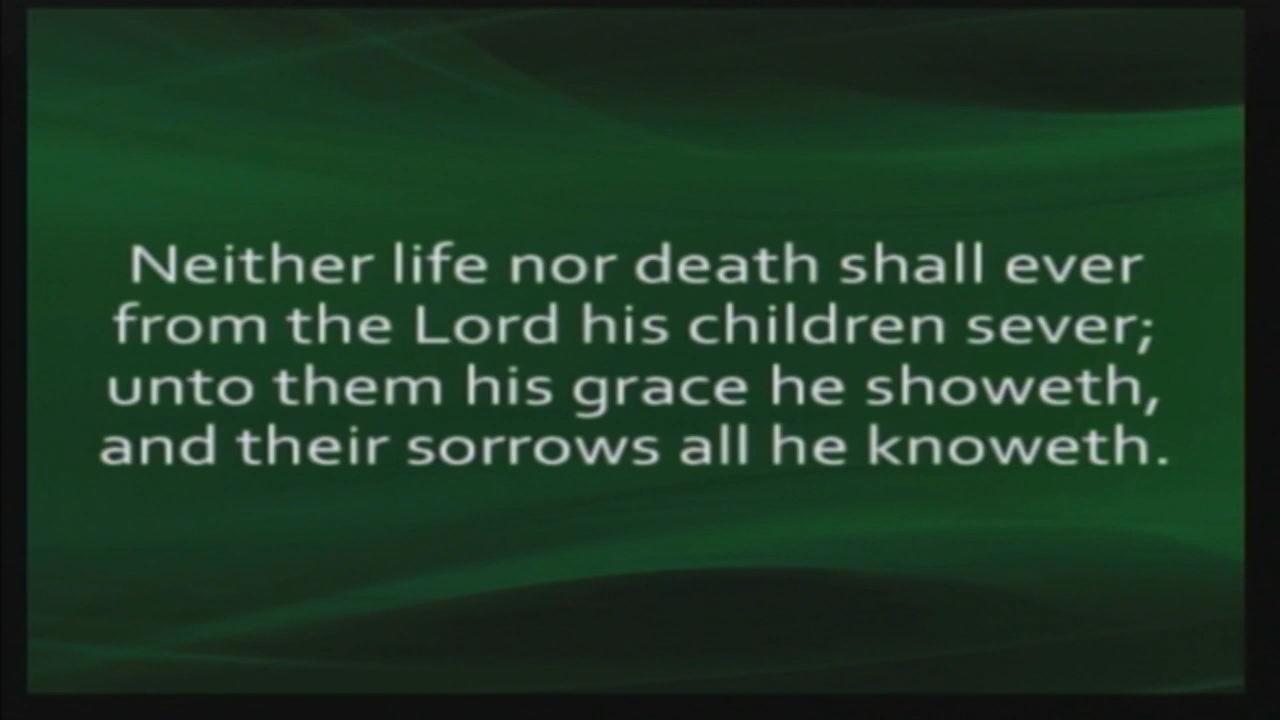 Neither life nor death shall ever
from the Lord his children sever;
unto them his grace he showeth,
and their sorrows all he knoweth.